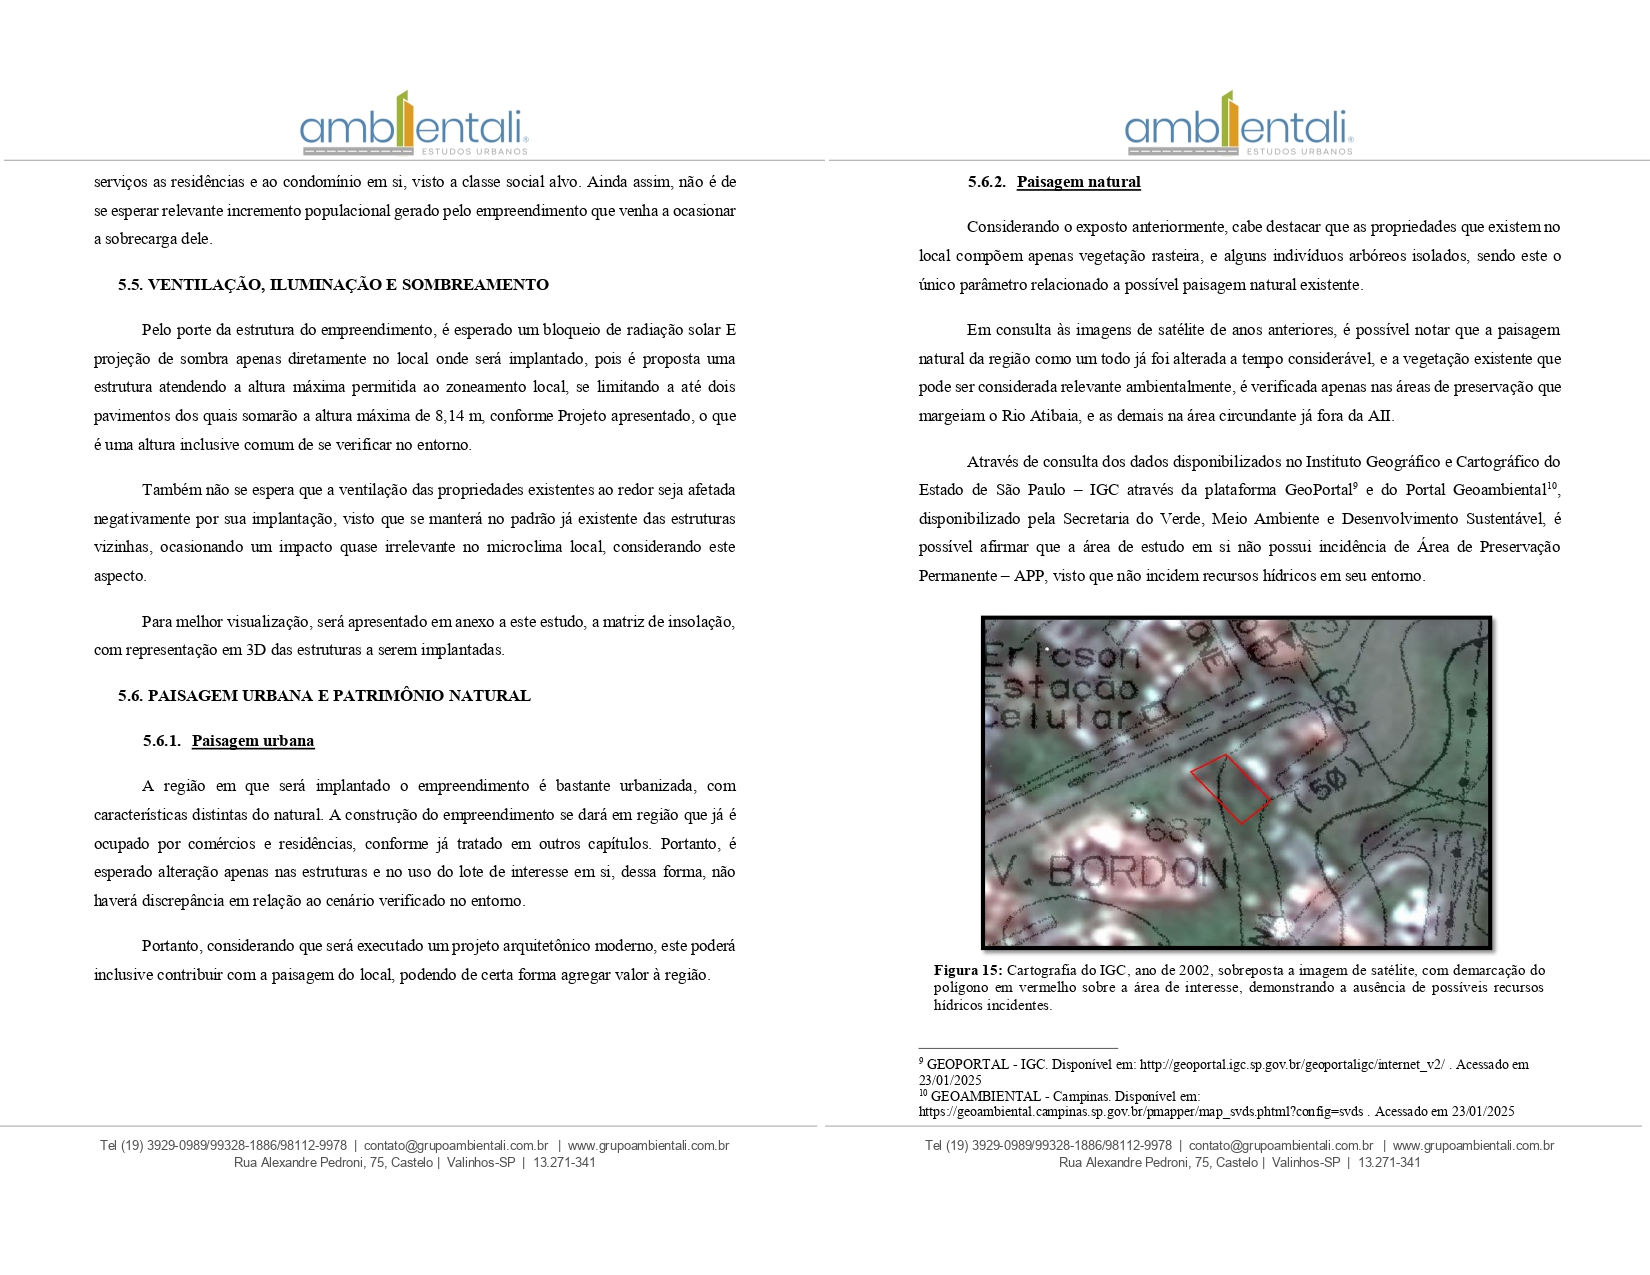 ambientali®
ESTUDOS URBANOS
serviços as residências e ao condomínio em si, visto a classe social alvo. Ainda assim, não é de
se esperar relevante incremento populacional gerado pelo empreendimento que venha a ocasionar
a sobrecarga dele.
5.5. VENTILAÇÃO, ILUMINAÇÃO E SOMBREAMENTO
Pelo porte da estrutura do empreendimento, é esperado um bloqueio de radiação solar E
projeção de sombra apenas diretamente no local onde será implantado, pois é proposta uma
estrutura atendendo a altura máxima permitida ao zoneamento local, se limitando a até dois
pavimentos dos quais somarão a altura máxima de 8,14 m, conforme Projeto apresentado, o que
é uma altura inclusive comum de se verificar no entorno.
Também não se espera que a ventilação das propriedades existentes ao redor seja afetada
negativamente por sua implantação, visto que se manterá no padrão já existente das estruturas
vizinhas, ocasionando um impacto quase irrelevante no microclima local, considerando este
aspecto.
Para melhor visualização, será apresentado em anexo a este estudo, a matriz de insolação,
com representação em 3D das estruturas a serem implantadas.
5.6. PAISAGEM URBANA E PATRIMÔNIO NATURAL
5.6.1. Paisagem urbana
A região em que será implantado o empreendimento é bastante urbanizada, com
características distintas do natural. A construção do empreendimento se dará em região que já é
ocupado por comércios e residências, conforme já tratado em outros capítulos. Portanto, é
esperado alteração apenas nas estruturas e no uso do lote de interesse em si, dessa forma, não
haverá discrepância em relação ao cenário verificado no entorno.
Portanto, considerando que será executado um projeto arquitetônico moderno, este poderá
inclusive contribuir com a paisagem do local, podendo de certa forma agregar valor à região.
Tel (19) 3929-0989/99328-1886/98112-9978 | contato@grupoambientali.com.br | www.grupoambientali.com.br
Rua Alexandre Pedroni, 75, Castelo | Valinhos-SP | 13.271-341
ambientali®
ESTUDOS URBANOS
5.6.2. Paisagem natural
Considerando o exposto anteriormente, cabe destacar que as propriedades que existem no
local compõem apenas vegetação rasteira, e alguns indivíduos arbóreos isolados, sendo este o
único parâmetro relacionado a possível paisagem natural existente.
Em consulta às imagens de satélite de anos anteriores, é possível notar que a paisagem
natural da região como um todo já foi alterada a tempo considerável, e a vegetação existente que
pode ser considerada relevante ambientalmente, é verificada apenas nas áreas de preservação que
margeiam o Rio Atibaia, e as demais na área circundante já fora da AII.
Através de consulta dos dados disponibilizados no Instituto Geográfico e Cartográfico do
Estado de São Paulo – IGC através da plataforma GeoPortal⁹ e do Portal Geoambiental¹⁰,
disponibilizado pela Secretaria do Verde, Meio Ambiente e Desenvolvimento Sustentável, é
possível afirmar que a área de estudo em si não possui incidência de Área de Preservação
Permanente – APP, visto que não incidem recursos hídricos em seu entorno.
Ericson
Estação
Celular
(50)
687
V. BORDON
Figura 15: Cartografia do IGC, ano de 2002, sobreposta a imagem de satélite, com demarcação do
polígono em vermelho sobre a área de interesse, demonstrando a ausência de possíveis recursos
hídricos incidentes.
⁹ GEOPORTAL - IGC. Disponível em: http://geoportal.igc.sp.gov.br/geoportaligc/internet_v2/ . Acessado em
23/01/2025
¹⁰ GEOAMBIENTAL - Campinas. Disponível em:
https://geoambiental.campinas.sp.gov.br/pmapper/map_svds.phtml?config=svds . Acessado em 23/01/2025
Tel (19) 3929-0989/99328-1886/98112-9978 | contato@grupoambientali.com.br | www.grupoambientali.com.br
Rua Alexandre Pedroni, 75, Castelo | Valinhos-SP | 13.271-341